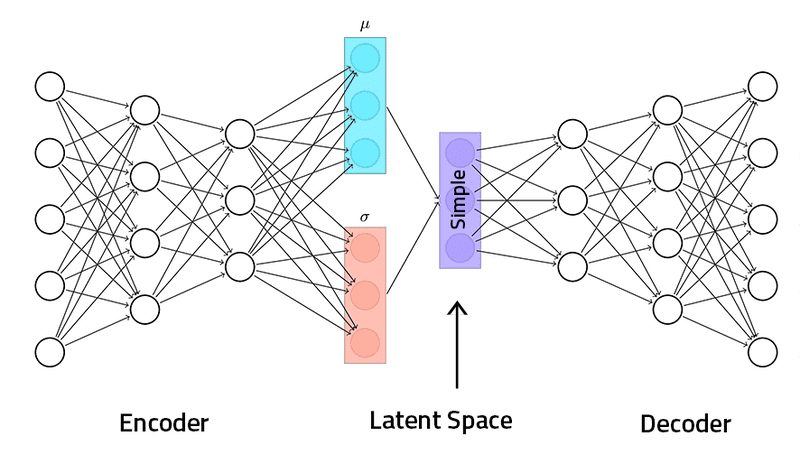 μ
Simple
σ
Encoder
Latent Space
Decoder